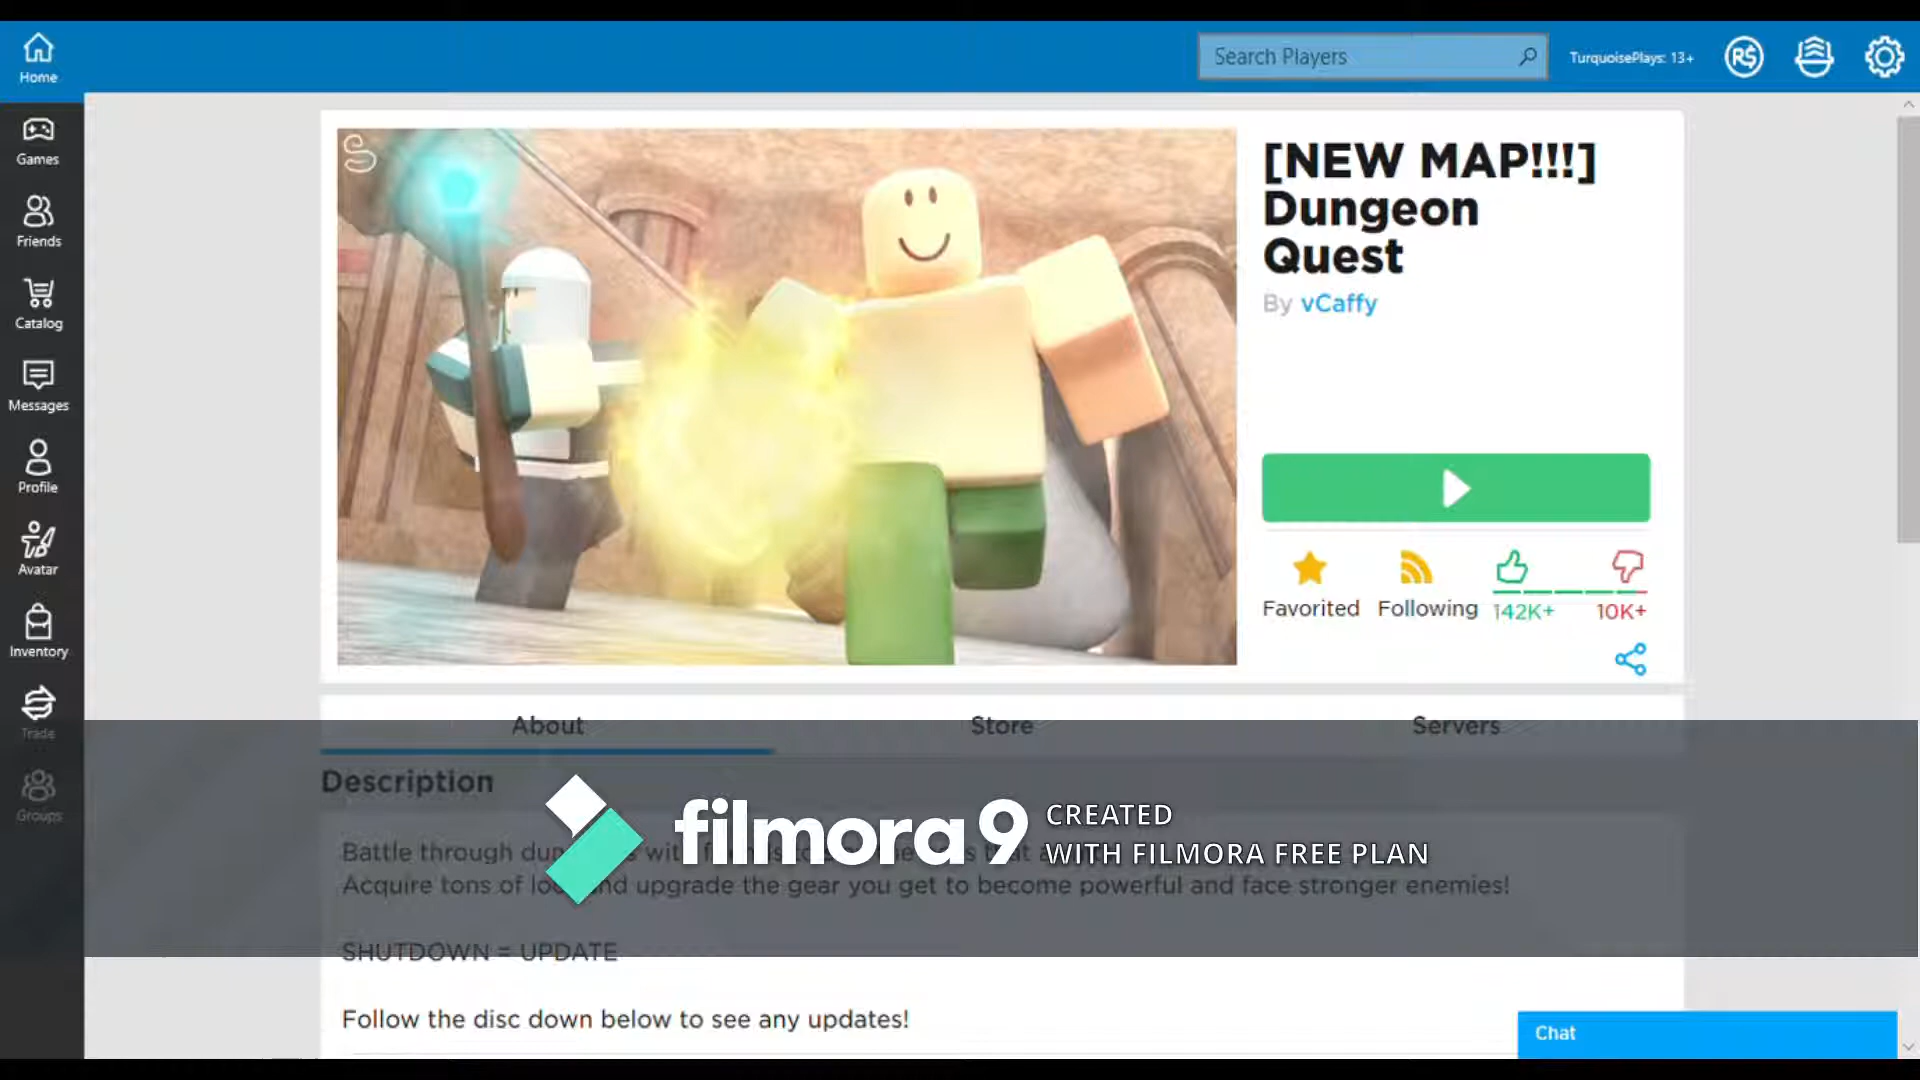 Home
Search Players
TurquoisePlays: 13+
Games
Friends
Catalog
Messages
Profile
Avatar
Inventory
Trade
Groups
[NEW MAP!!!]
Dungeon
Quest
By vCaffy
Favorited
Following
142K+
10K+
About
Store
Servers
Description
filmora9
CREATED
WITH FILMORA FREE PLAN
Battle through
Acquire tons of and upgrade the gear you get to become powerful and face stronger enemies!
SHUTDOWN = UPDATE
Follow the disc down below to see any updates!
Chat